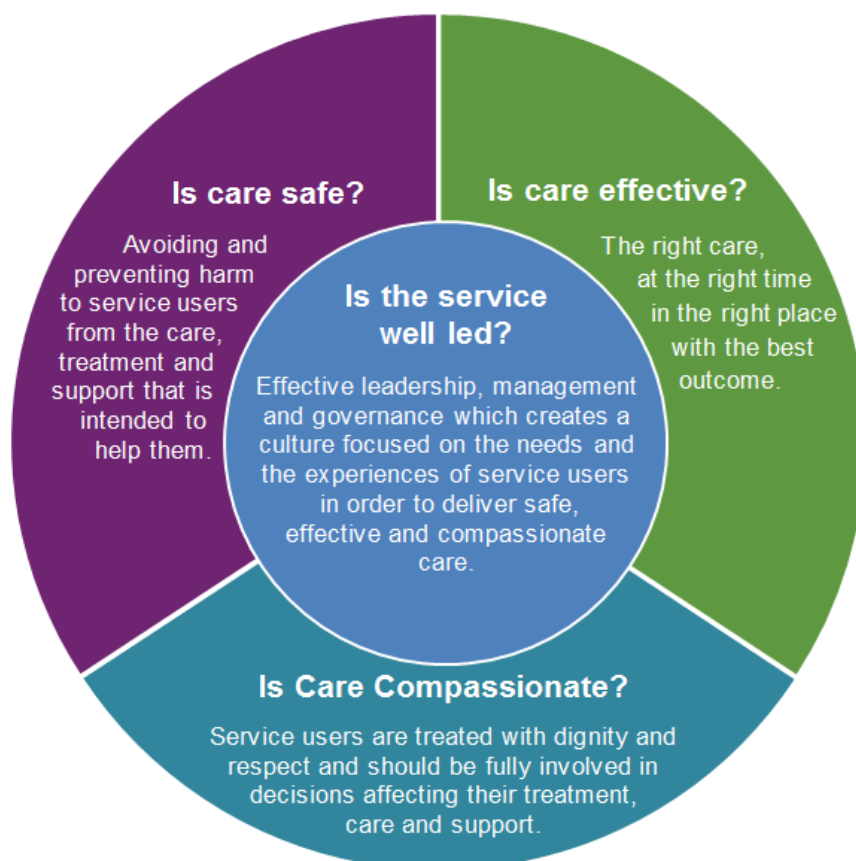 Is care safe?
Avoiding and
preventing harm
to service users
from the care,
treatment and
support that is
intended to
help them.
Is care effective?
The right care,
at the right time
in the right place
with the best
outcome.
Is the service
well led?
Effective leadership, management
and governance which creates a
culture focused on the needs and
the experiences of service users
in order to deliver safe,
effective and compassionate
care.
Is Care Compassionate?
Service users are treated with dignity and
respect and should be fully involved in
decisions affecting their treatment,
care and support.